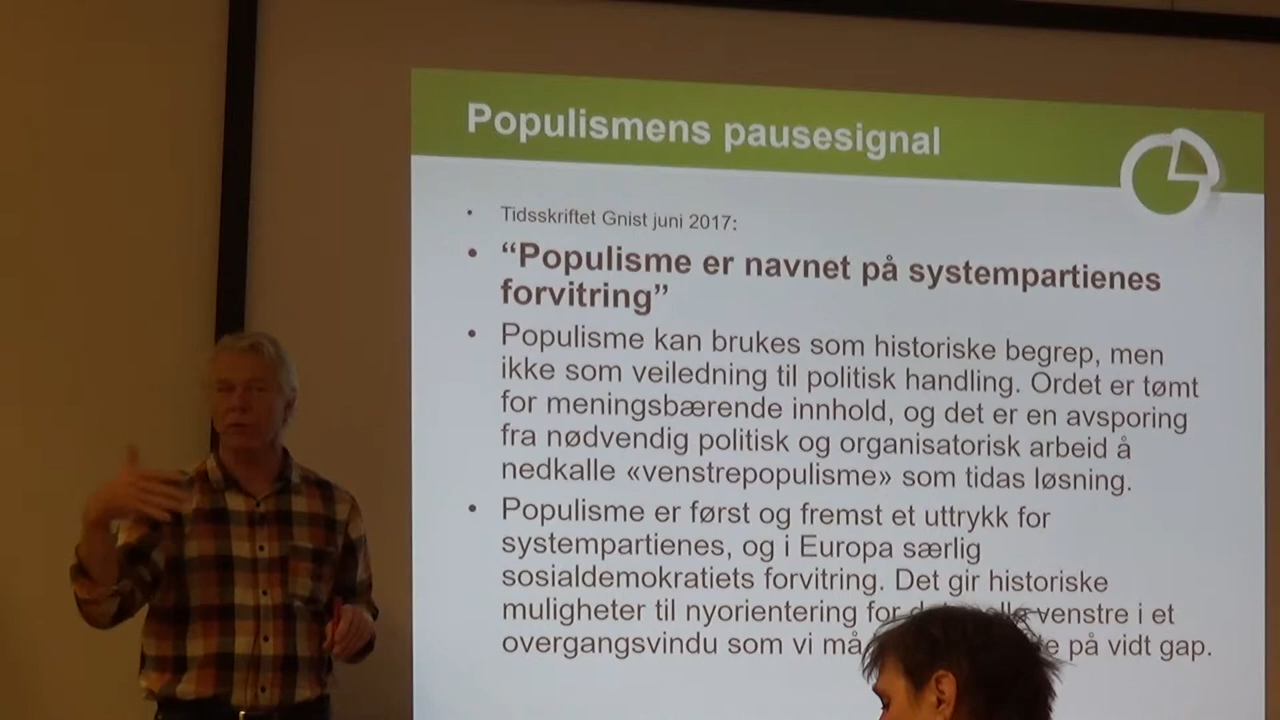 Populismens pausesignal
• Tidsskriftet Gnist juni 2017:
• “Populisme er navnet på systempartienes
forvitring”
• Populisme kan brukes som historiske begrep, men
ikke som veiledning til politisk handling. Ordet er tømt
for meningsbærende innhold, og det er en avsporing
fra nødvendig politisk og organisatorisk arbeid å
nedkalle «venstrepopulisme» som tidas løsning.
• Populisme er først og fremst et uttrykk for
systempartienes, og i Europa særlig
sosialdemokratiets forvitring. Det gir historiske
muligheter til nyorientering for venstre i et
overgangsvindu som vi må på vidt gap.